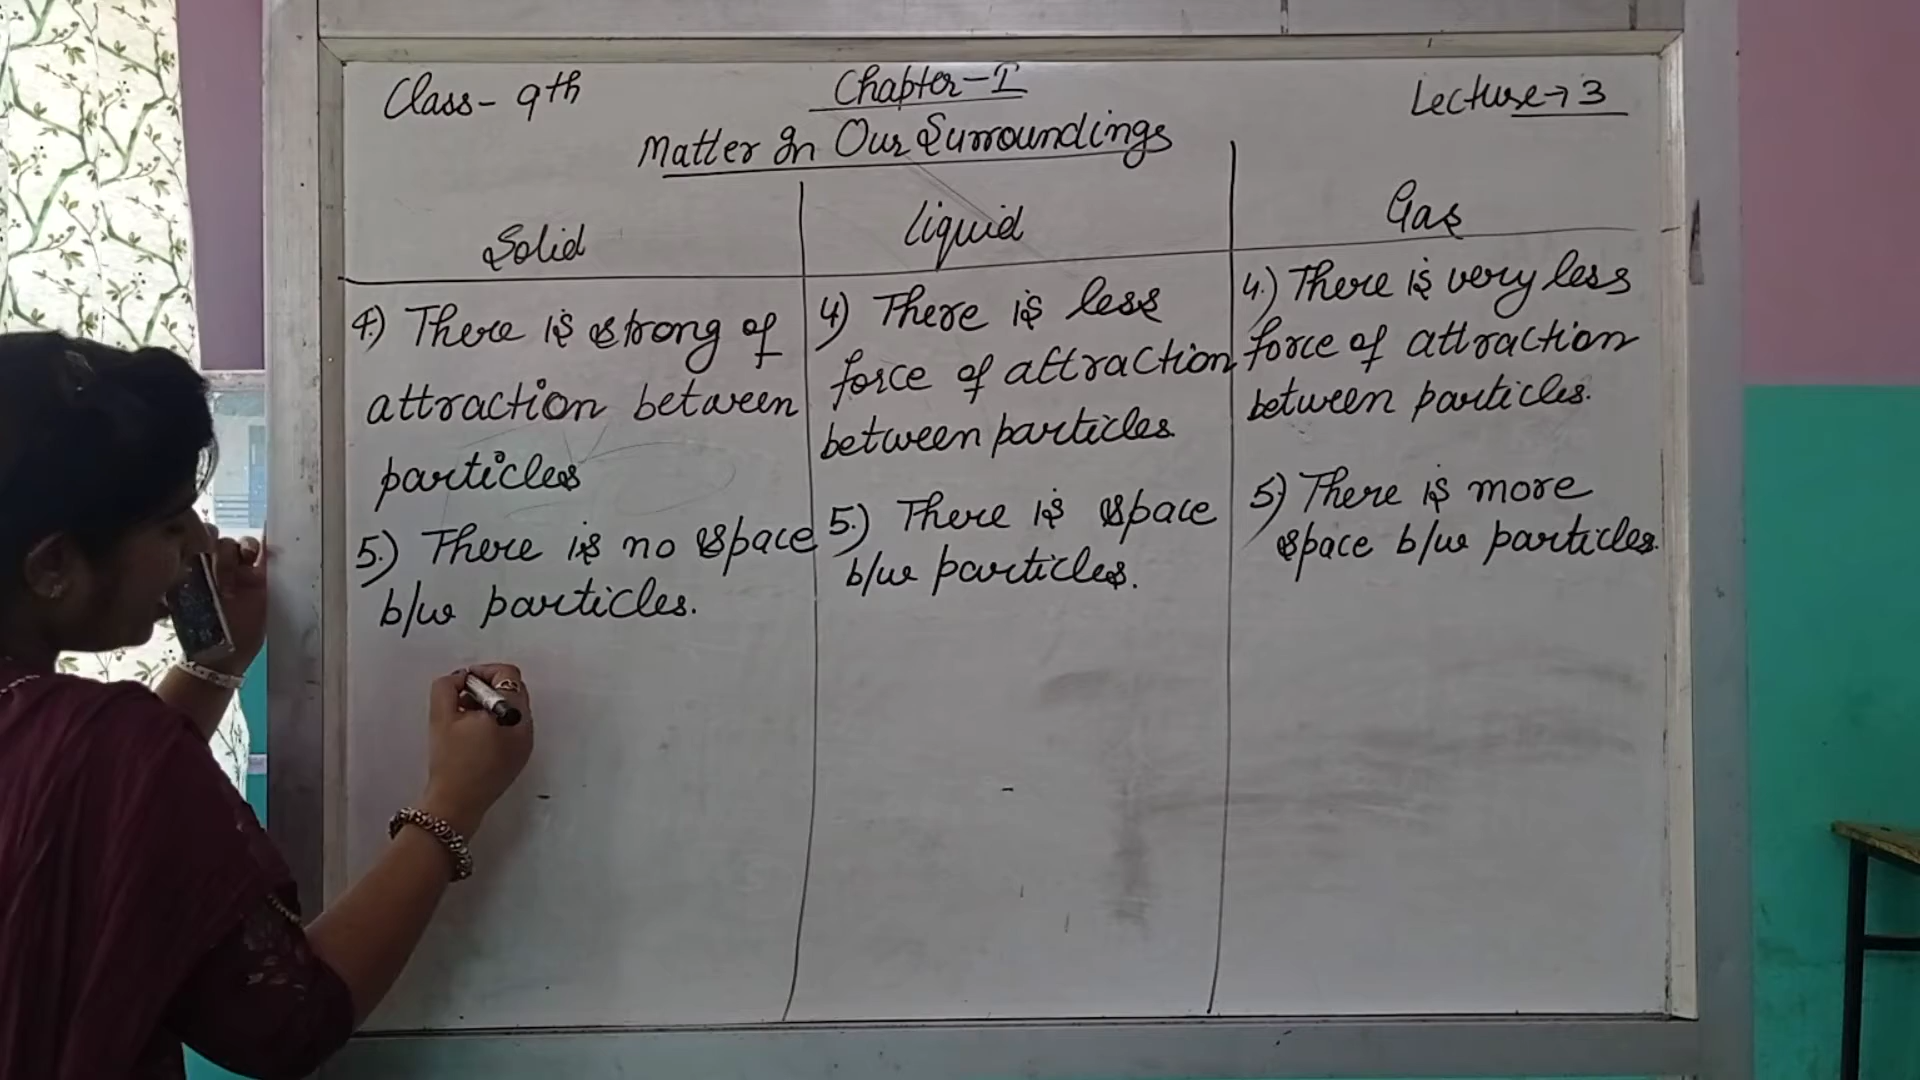 Class- 9th
Chapter-I
Lecture→3
Matter In Our Surroundings
Solid
4.) There is strong of
attraction between
particles
5.) There is no space
b/w particles.
Liquid
4) There is less
force of attraction
between particles
5.) There is space
b/w particles.
Gas
4.) There is very less
force of attraction
between particles.
5) There is more
space b/w particles.